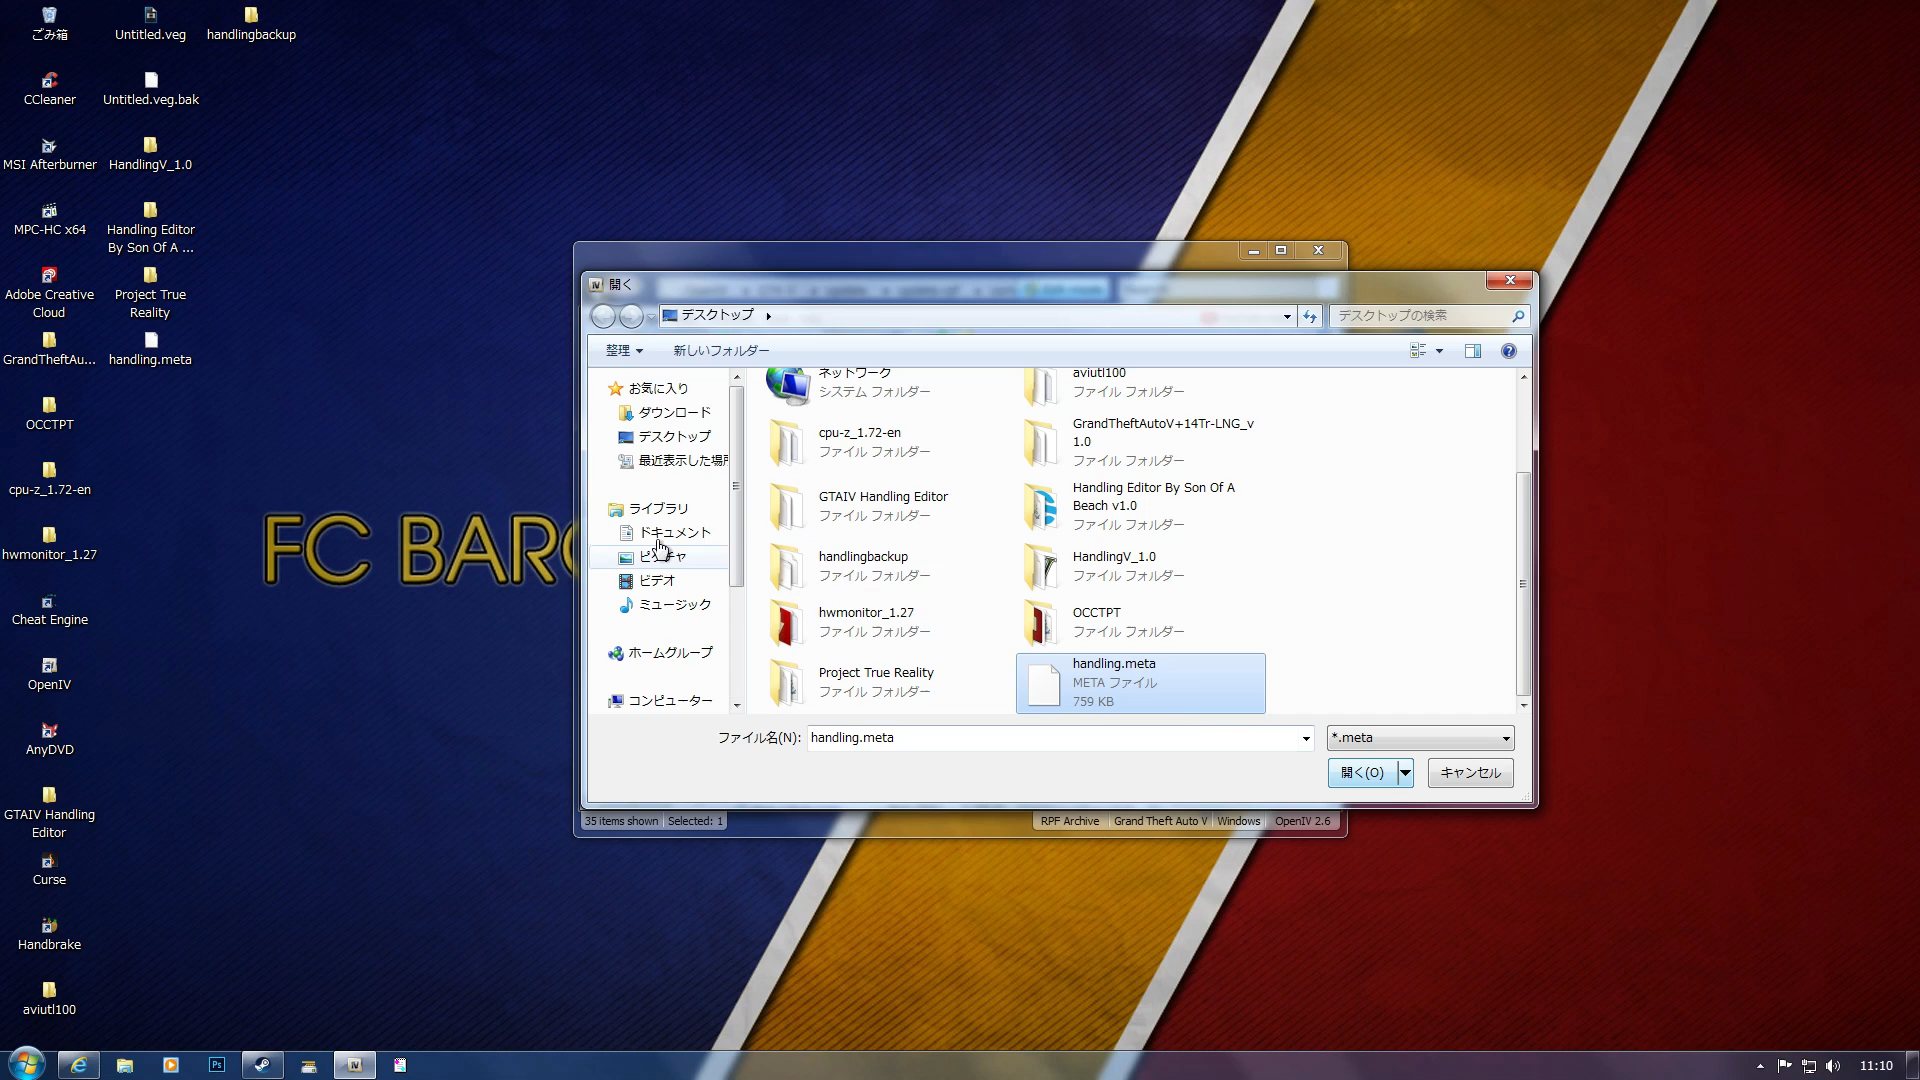 ごみ箱
Untitled.veg
handlingbackup
CCleaner
Untitled.veg.bak
MSI Afterburner
HandlingV_1.0
MPC-HC x64
Handling Editor
By Son Of A ...
Adobe Creative
Cloud
Project True
Reality
GrandTheftAu...
handling.meta
OCCTPT
cpu-z_1.72-en
hwmonitor_1.27
Cheat Engine
OpenIV
AnyDVD
GTAIV Handling
Editor
Curse
Handbrake
aviutl100
FC BAR
開く
デスクトップ
デスクトップの検索
整理
新しいフォルダー
お気に入り
ダウンロード
デスクトップ
最近表示した場所
ライブラリ
ドキュメント
ピクチャ
ビデオ
ミュージック
ホームグループ
コンピューター
ネットワーク
システム フォルダー
aviutl100
ファイル フォルダー
cpu-z_1.72-en
ファイル フォルダー
GrandTheftAutoV+14Tr-LNG_v
1.0
ファイル フォルダー
GTAIV Handling Editor
ファイル フォルダー
Handling Editor By Son Of A
Beach v1.0
ファイル フォルダー
handlingbackup
ファイル フォルダー
HandlingV_1.0
ファイル フォルダー
hwmonitor_1.27
ファイル フォルダー
OCCTPT
ファイル フォルダー
Project True Reality
ファイル フォルダー
handling.meta
META ファイル
759 KB
ファイル名(N):
handling.meta
*.meta
開く(O)
キャンセル
35 items shown
Selected: 1
RPF Archive
Grand Theft Auto V
Windows
OpenIV 2.6
Ps
IV
11:10